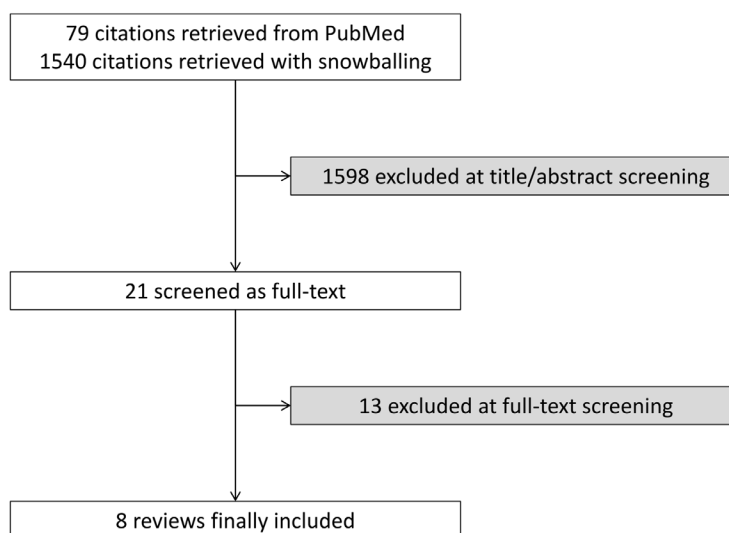 79 citations retrieved from PubMed
1540 citations retrieved with snowballing
1598 excluded at title/abstract screening
21 screened as full-text
13 excluded at full-text screening
8 reviews finally included